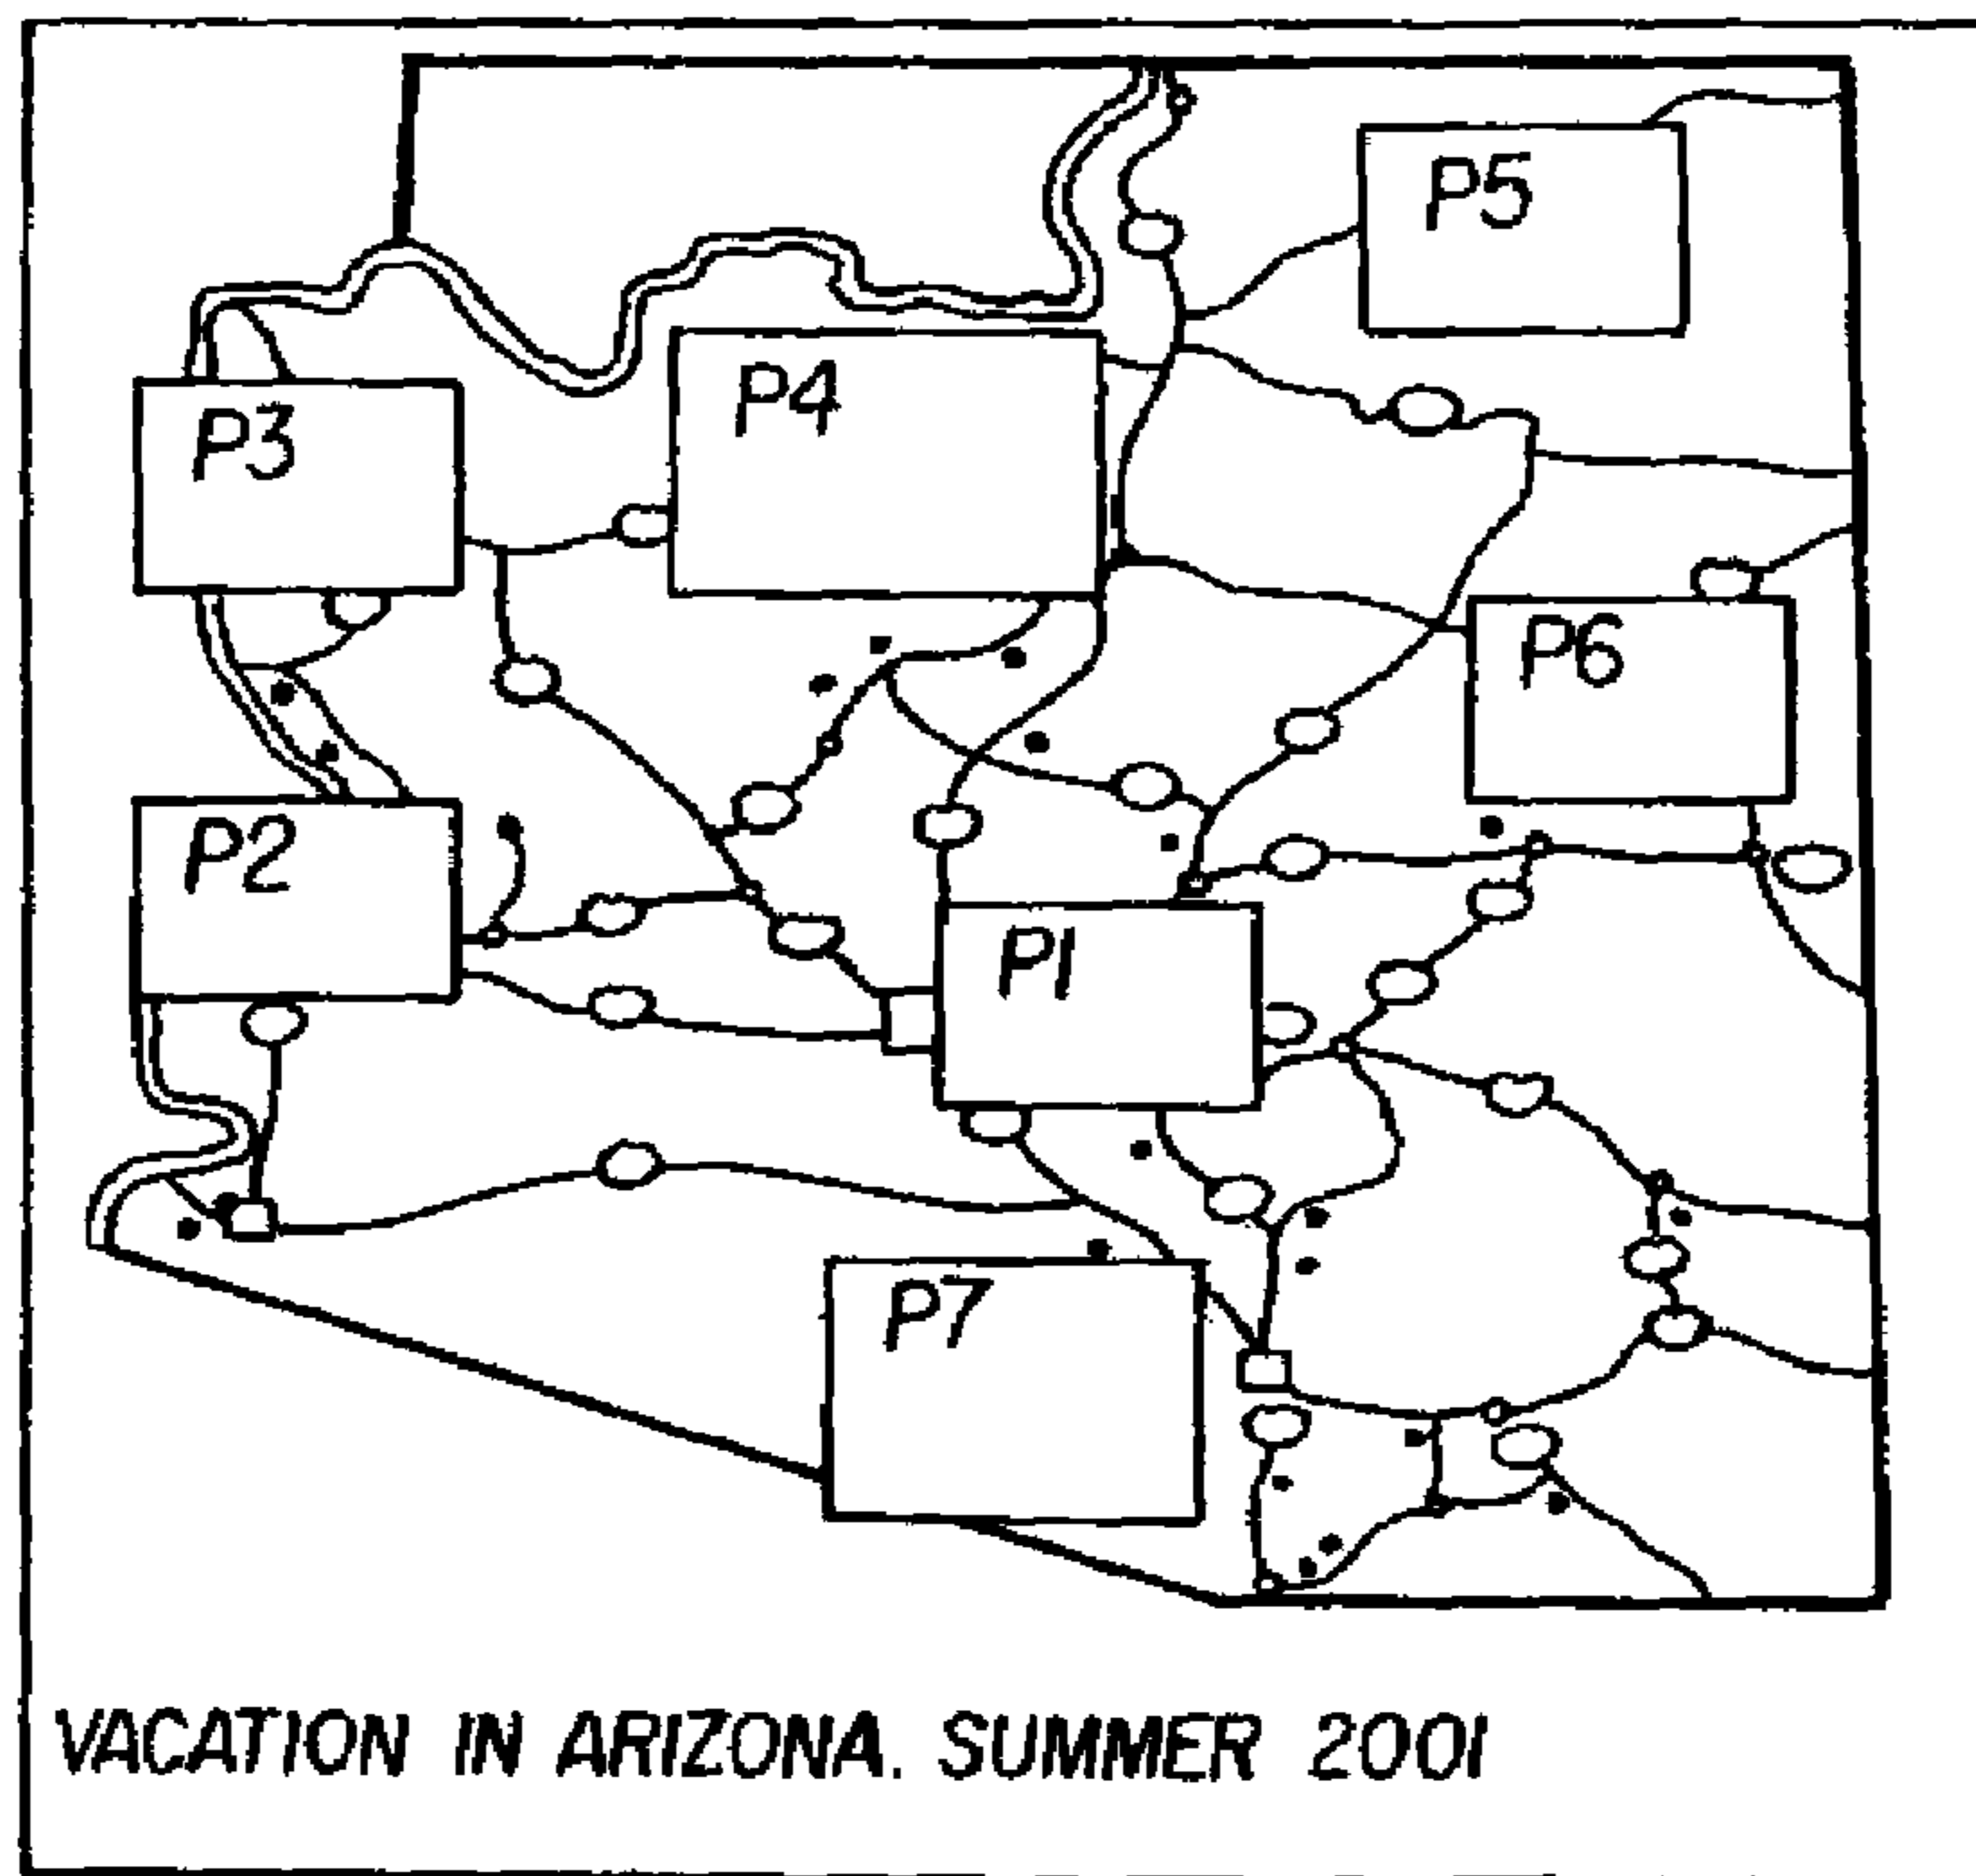 P5
P4
P3
P6
P2
P1
P7
VACATION IN ARIZONA. SUMMER 2001